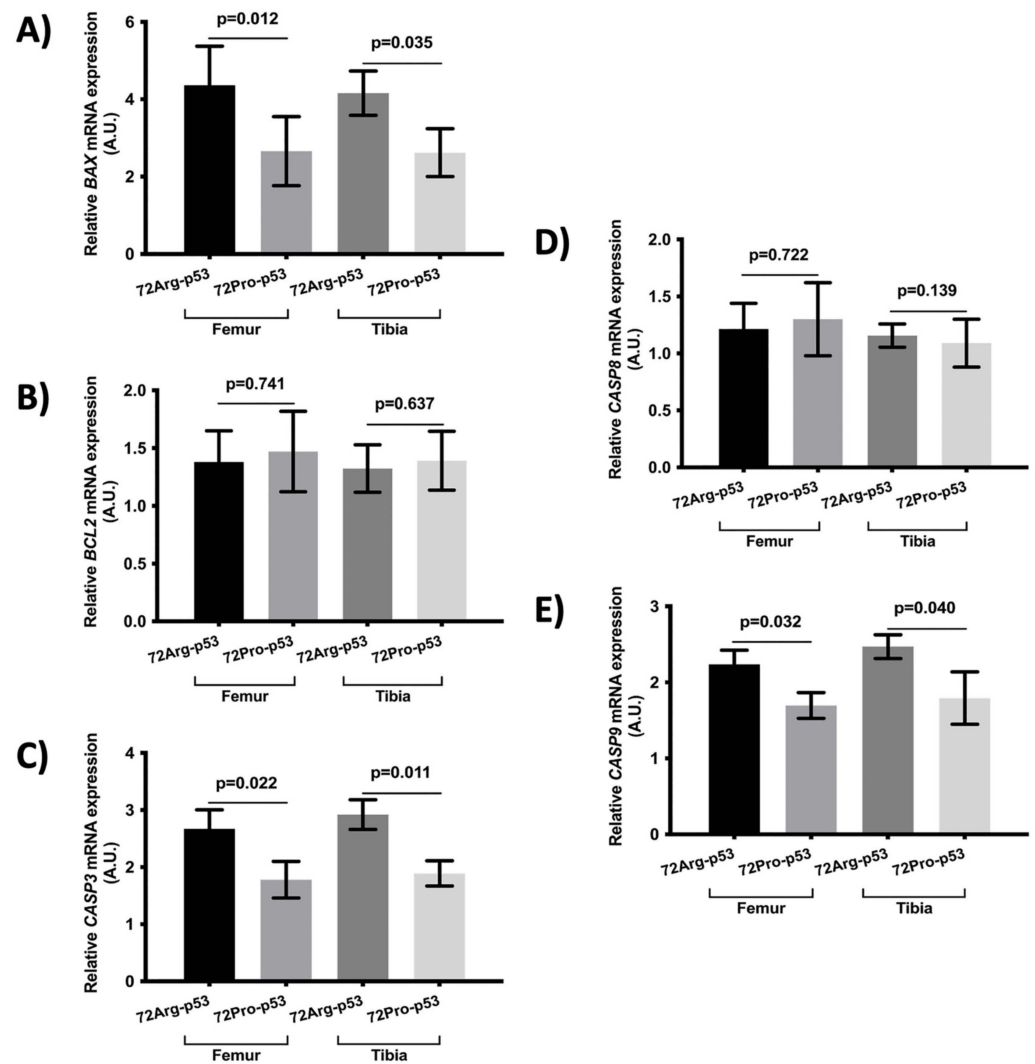 A)
Relative BAX mRNA expression
(A.U.)
6
4
2
0
p=0.012
p=0.035
72Arg-p53
72Pro-p53
72Arg-p53
72Pro-p53
Femur
Tibia
B)
Relative BCL2 mRNA expression
(A.U.)
2.0
1.5
1.0
0.5
0.0
p=0.741
p=0.637
72Arg-p53
72Pro-p53
72Arg-p53
72Pro-p53
Femur
Tibia
C)
Relative CASP3 mRNA expression
(A.U.)
4
3
2
1
0
p=0.022
p=0.011
72Arg-p53
72Pro-p53
72Arg-p53
72Pro-p53
Femur
Tibia
D)
Relative CASP8 mRNA expression
(A.U.)
2.0
1.5
1.0
0.5
0.0
p=0.722
p=0.139
72Arg-p53
72Pro-p53
72Arg-p53
72Pro-p53
Femur
Tibia
E)
Relative CASP9 mRNA expression
(A.U.)
3
2
1
0
p=0.032
p=0.040
72Arg-p53
72Pro-p53
72Arg-p53
72Pro-p53
Femur
Tibia